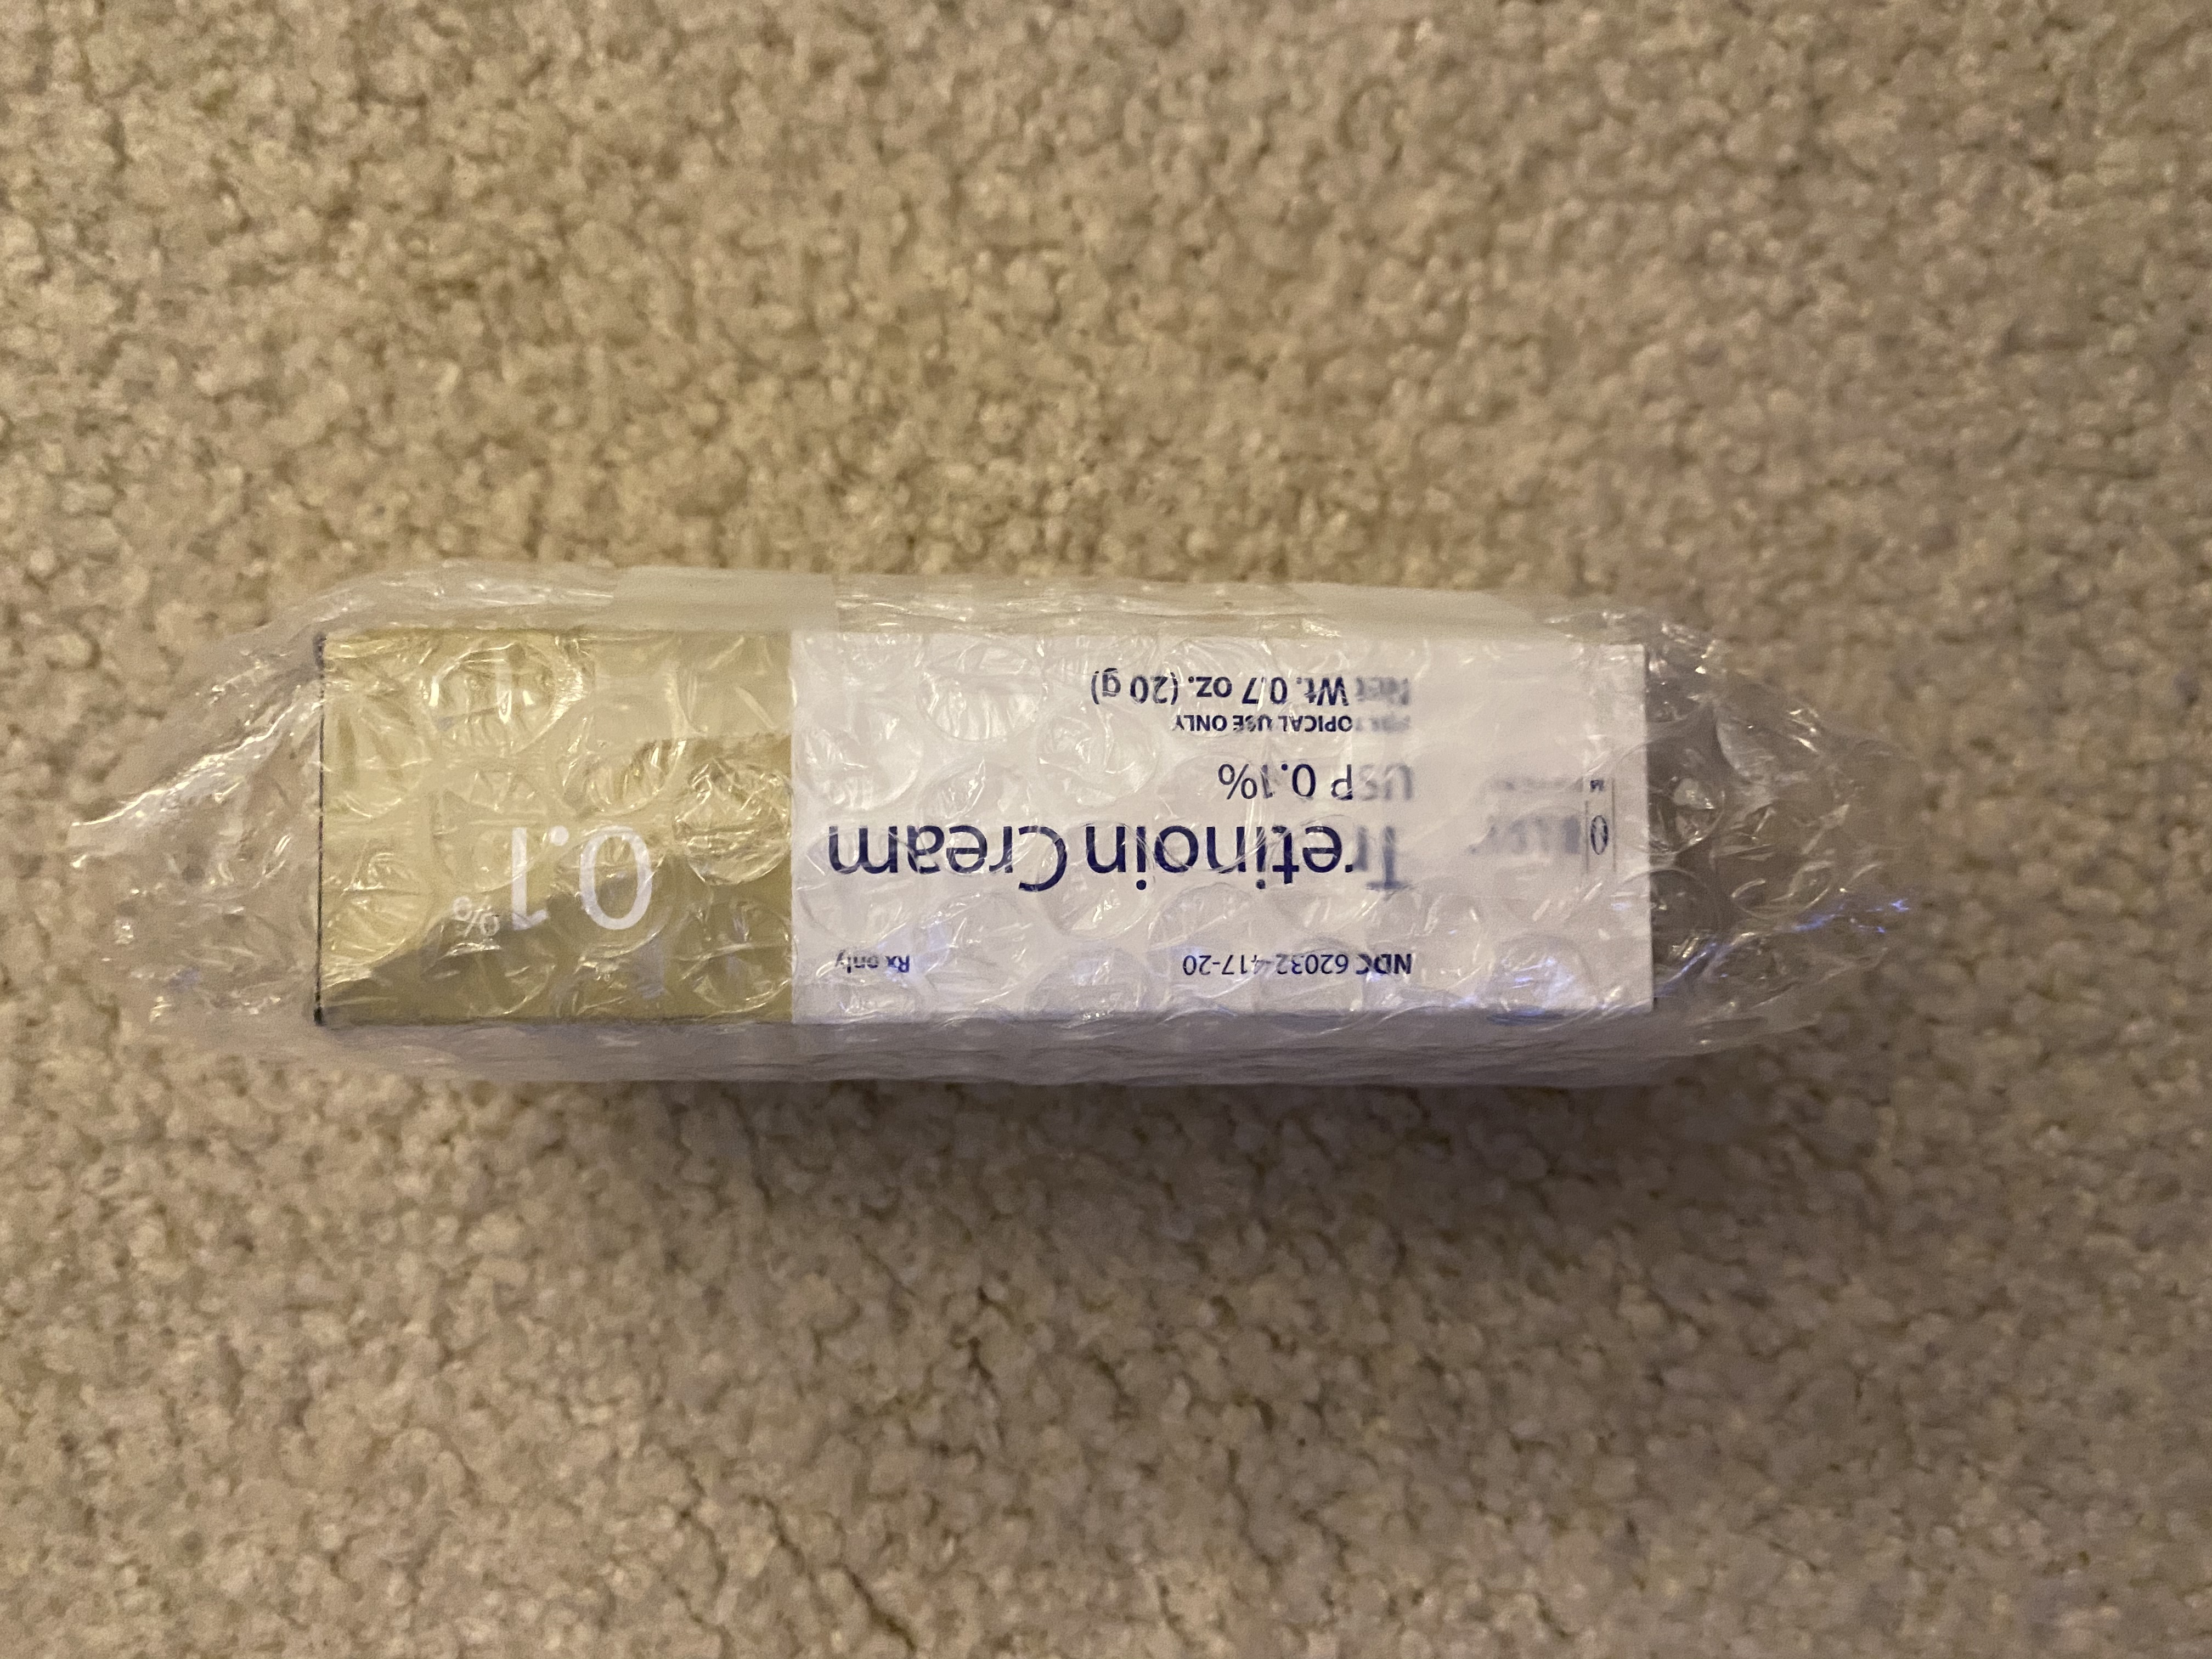 NDC 62032-417-20 Rx only
Tretinoin Cream
USP 0.1%
TOPICAL USE ONLY
Net Wt. 0.7 oz. (20 g)
0.1%